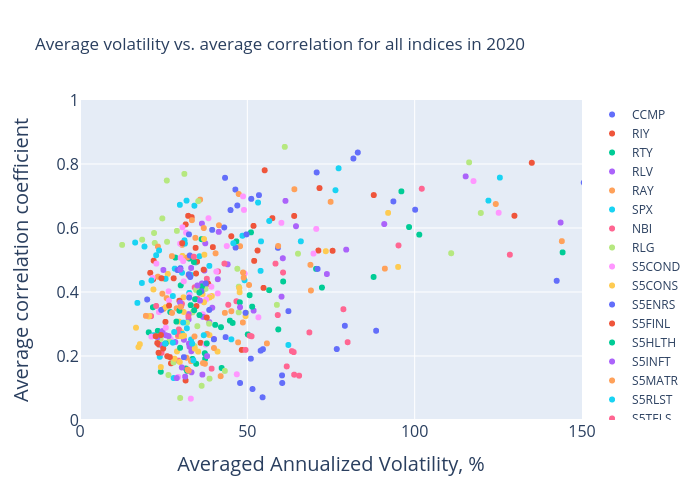 Average volatility vs. average correlation for all indices in 2020
Average correlation coefficient
1
0.8
0.6
0.4
0.2
0
0
50
100
150
Averaged Annualized Volatility, %
CCMP
RIY
RTY
RLV
RAY
SPX
NBI
RLG
S5COND
S5CONS
S5ENRS
S5FINL
S5HLTH
S5INFT
S5MATR
S5RLST
S5TELS